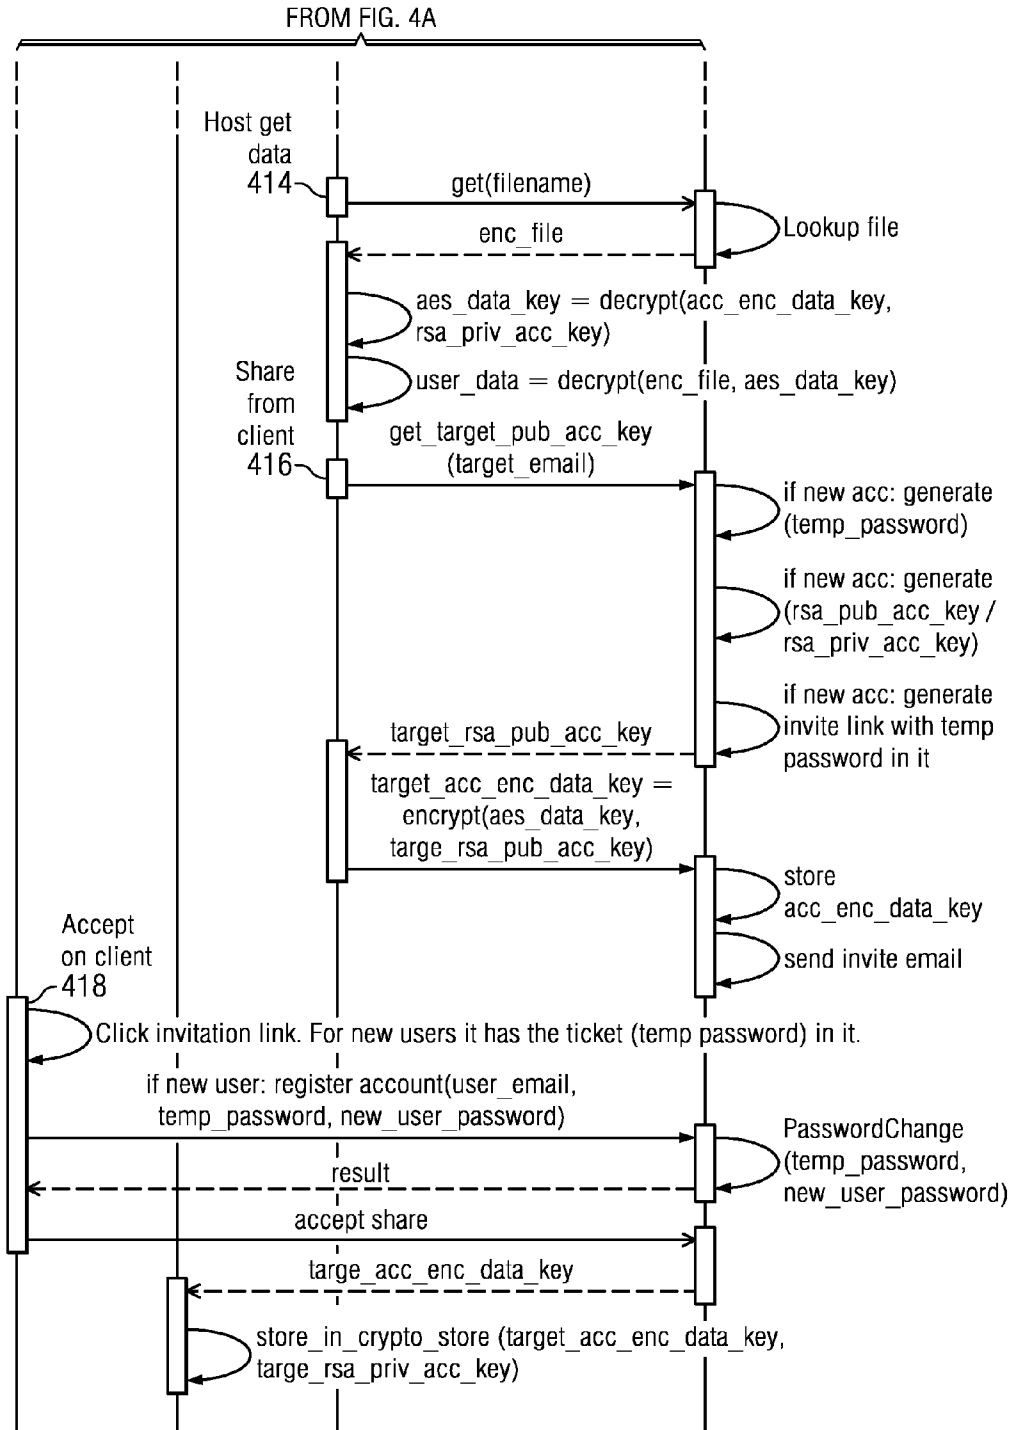 FROM FIG. 4A
Host get
data
414
get(filename)
Lookup file
enc_file
aes_data_key = decrypt(acc_enc_data_key,
rsa_priv_acc_key)
user_data = decrypt(enc_file, aes_data_key)
Share
from
client
416
get_target_pub_acc_key
(target_email)
if new acc: generate
(temp_password)
if new acc: generate
(rsa_pub_acc_key /
rsa_priv_acc_key)
if new acc: generate
invite link with temp
password in it
target_rsa_pub_acc_key
target_acc_enc_data_key =
encrypt(aes_data_key,
targe_rsa_pub_acc_key)
store
acc_enc_data_key
send invite email
Accept
on client
418
Click invitation link. For new users it has the ticket (temp password) in it.
if new user: register account(user_email,
temp_password, new_user_password)
PasswordChange
(temp_password,
new_user_password)
result
accept share
targe_acc_enc_data_key
store_in_crypto_store (target_acc_enc_data_key,
targe_rsa_priv_acc_key)